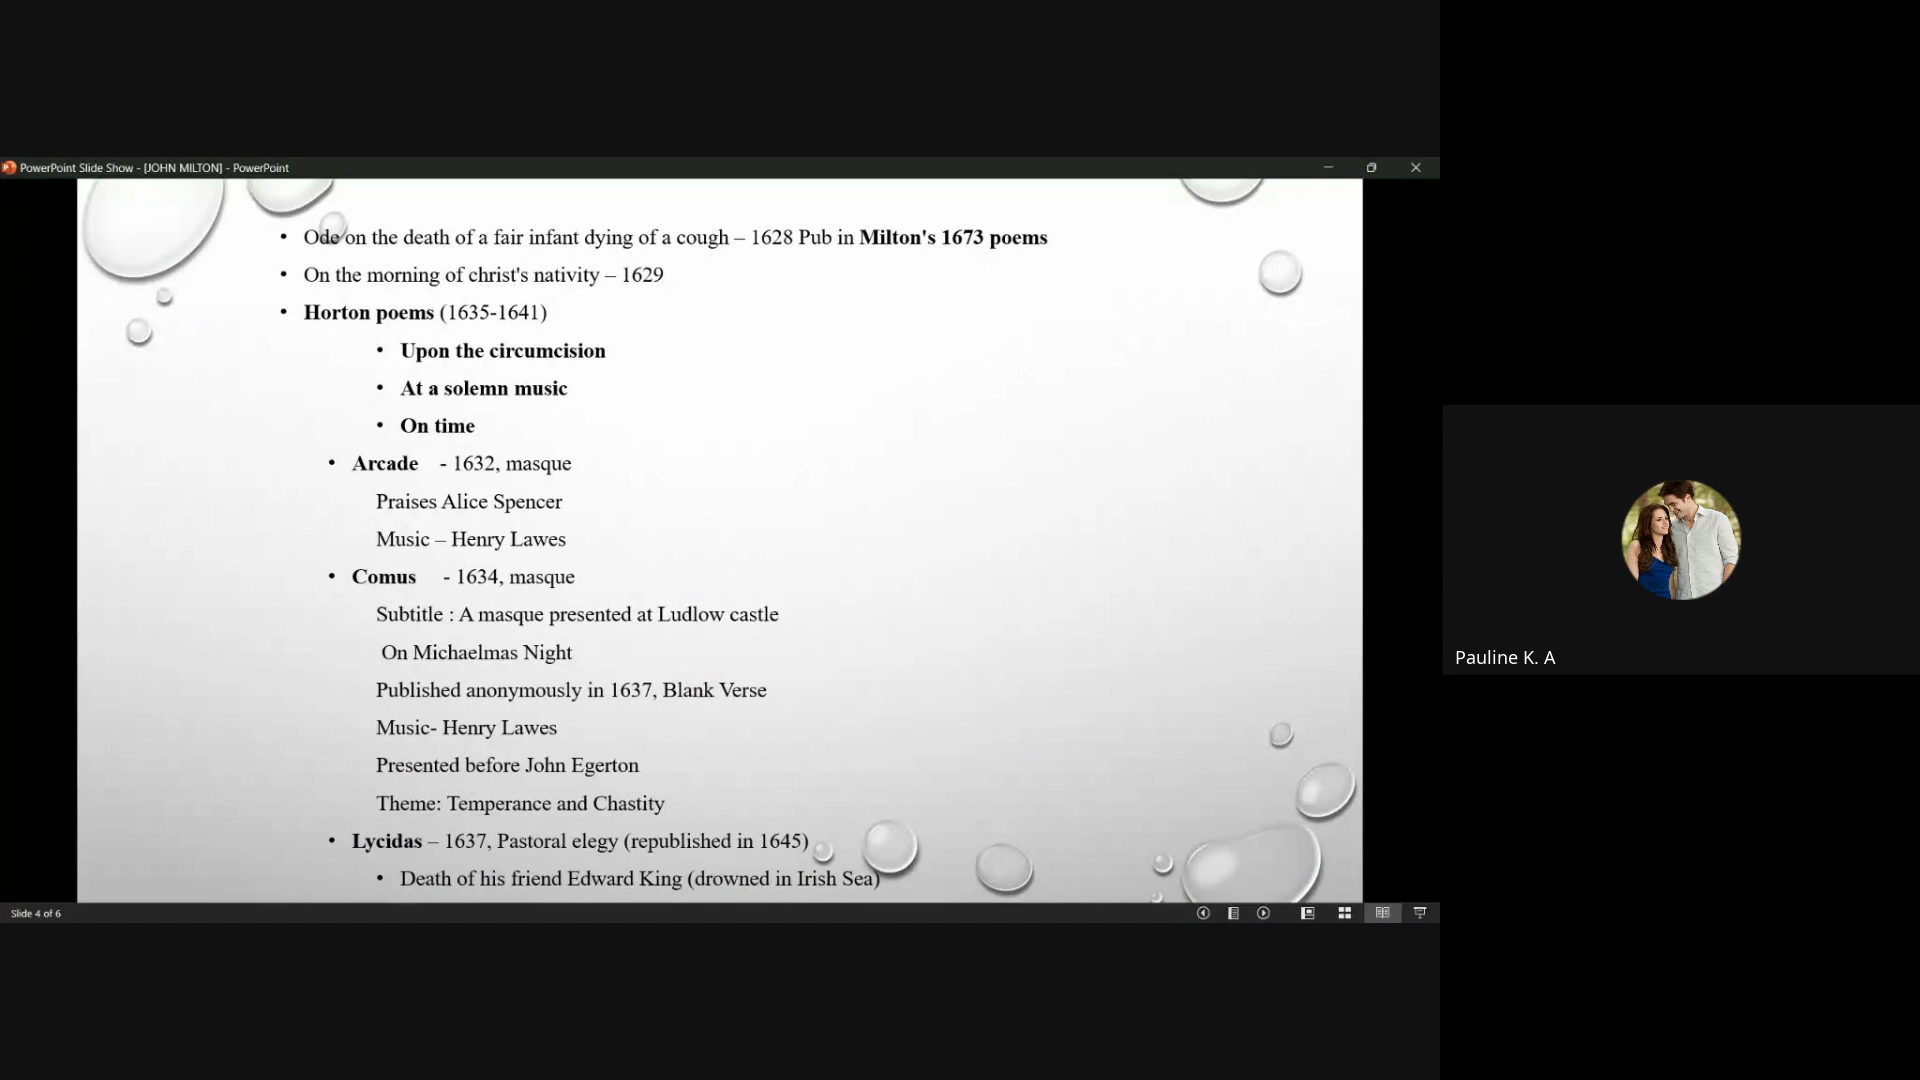 PowerPoint Slide Show - [JOHN MILTON] - PowerPoint
• Ode on the death of a fair infant dying of a cough – 1628 Pub in Milton's 1673 poems
• On the morning of christ's nativity – 1629
• Horton poems (1635-1641)
• Upon the circumcision
• At a solemn music
• On time
• Arcade - 1632, masque
Praises Alice Spencer
Music – Henry Lawes
• Comus - 1634, masque
Subtitle : A masque presented at Ludlow castle
On Michaelmas Night
Published anonymously in 1637, Blank Verse
Music- Henry Lawes
Presented before John Egerton
Theme: Temperance and Chastity
• Lycidas – 1637, Pastoral elegy (republished in 1645)
• Death of his friend Edward King (drowned in Irish Sea)
Slide 4 of 6
Pauline K. A